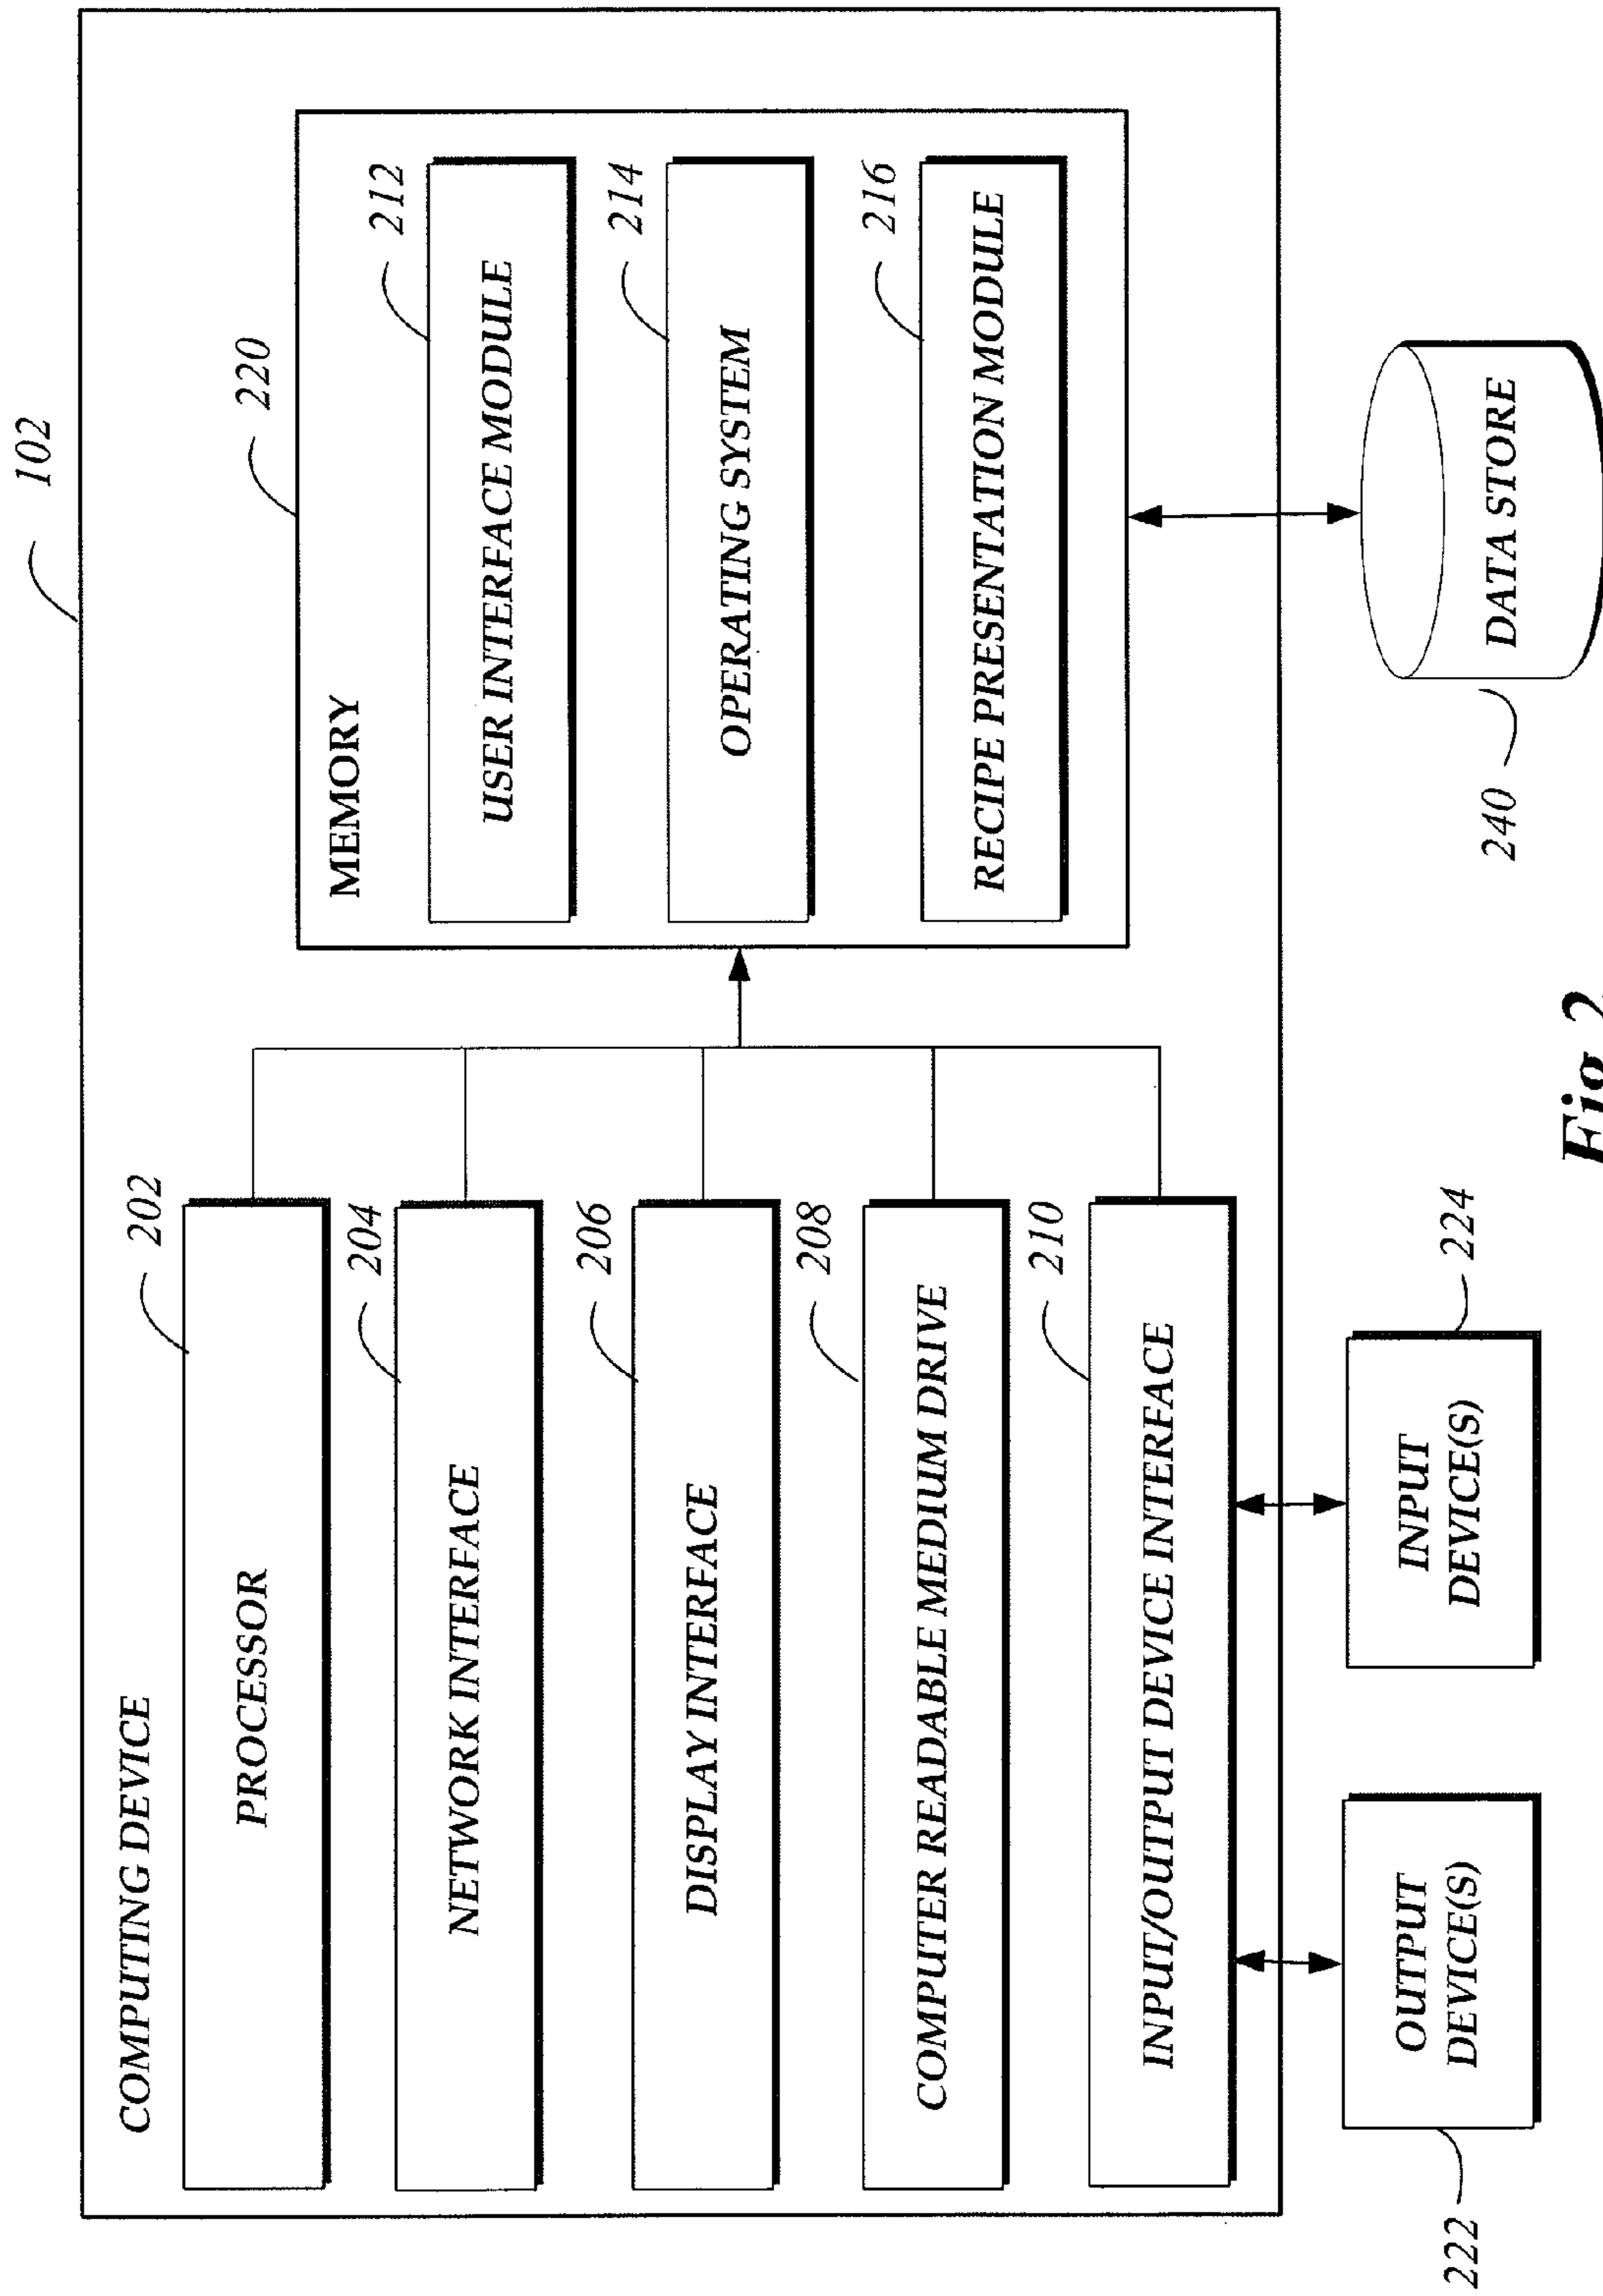 102
COMPUTING DEVICE
202
PROCESSOR
204
NETWORK INTERFACE
206
DISPLAY INTERFACE
208
COMPUTER READABLE MEDIUM DRIVE
210
INPUT/OUTPUT DEVICE INTERFACE
220
MEMORY
212
USER INTERFACE MODULE
214
OPERATING SYSTEM
216
RECIPE PRESENTATION MODULE
222
OUTPUT
DEVICE(S)
224
INPUT
DEVICE(S)
240
DATA STORE
Fig.2